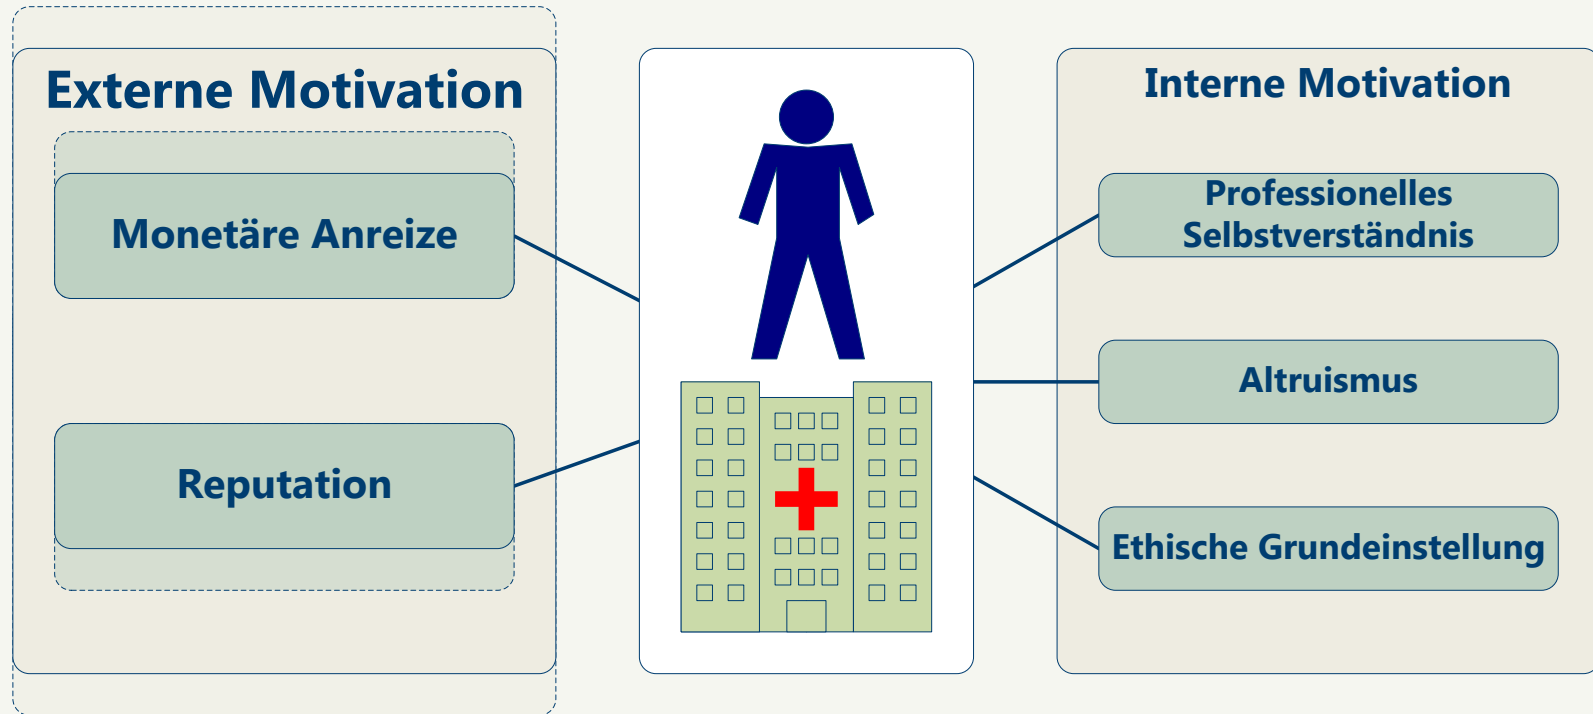 Externe Motivation
Monetäre Anreize
Reputation
Interne Motivation
Professionelles
Selbstverständnis
Altruismus
Ethische Grundeinstellung